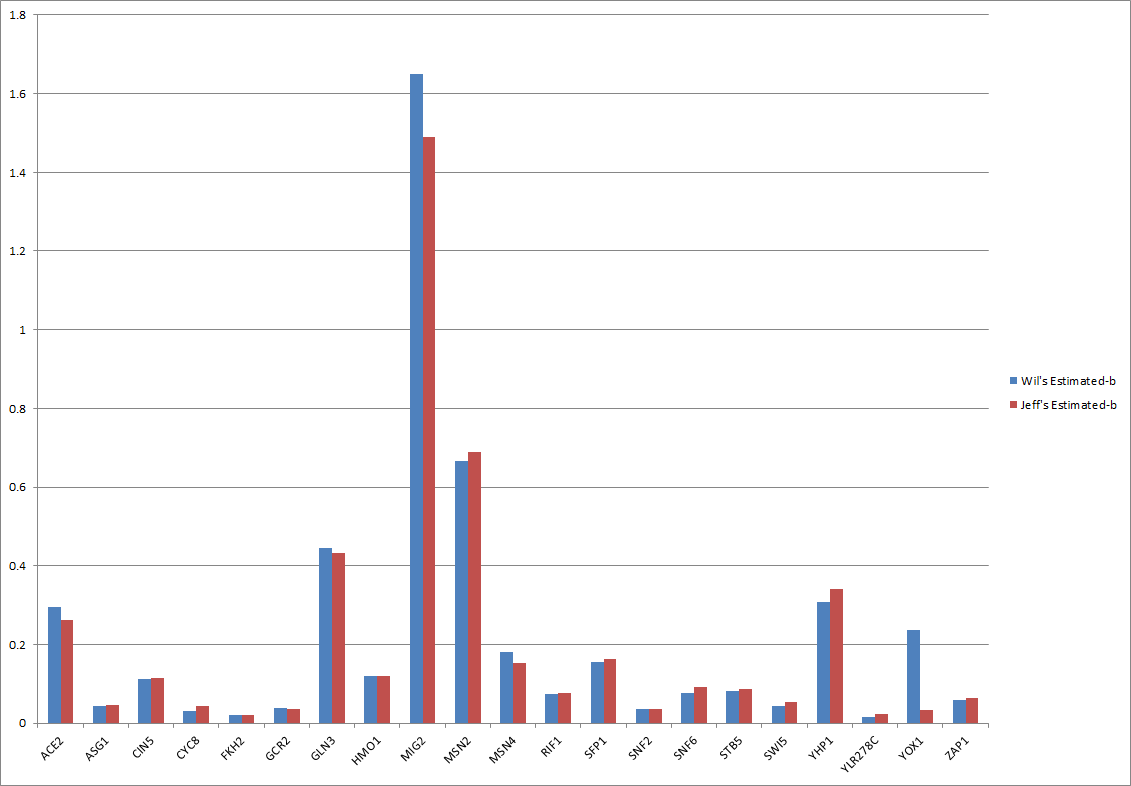 1.8
1.6
1.4
1.2
1
0.8
0.6
0.4
0.2
0
ACE2
ASG1
CIN5
CYC8
FKH2
GCR2
GLN3
HMO1
MIG2
MSN2
MSN4
RIF1
SFP1
SNF2
SNF6
STB5
SWI5
YHP1
YLR278C
YOX1
ZAP1
Wil's Estimated-b
Jeff's Estimated-b